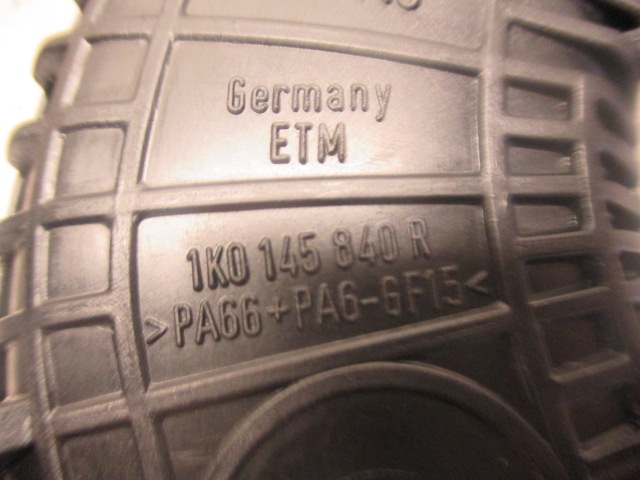 Germany
ETM
1K0 145 840 R
>PA66+PA6-GF15<